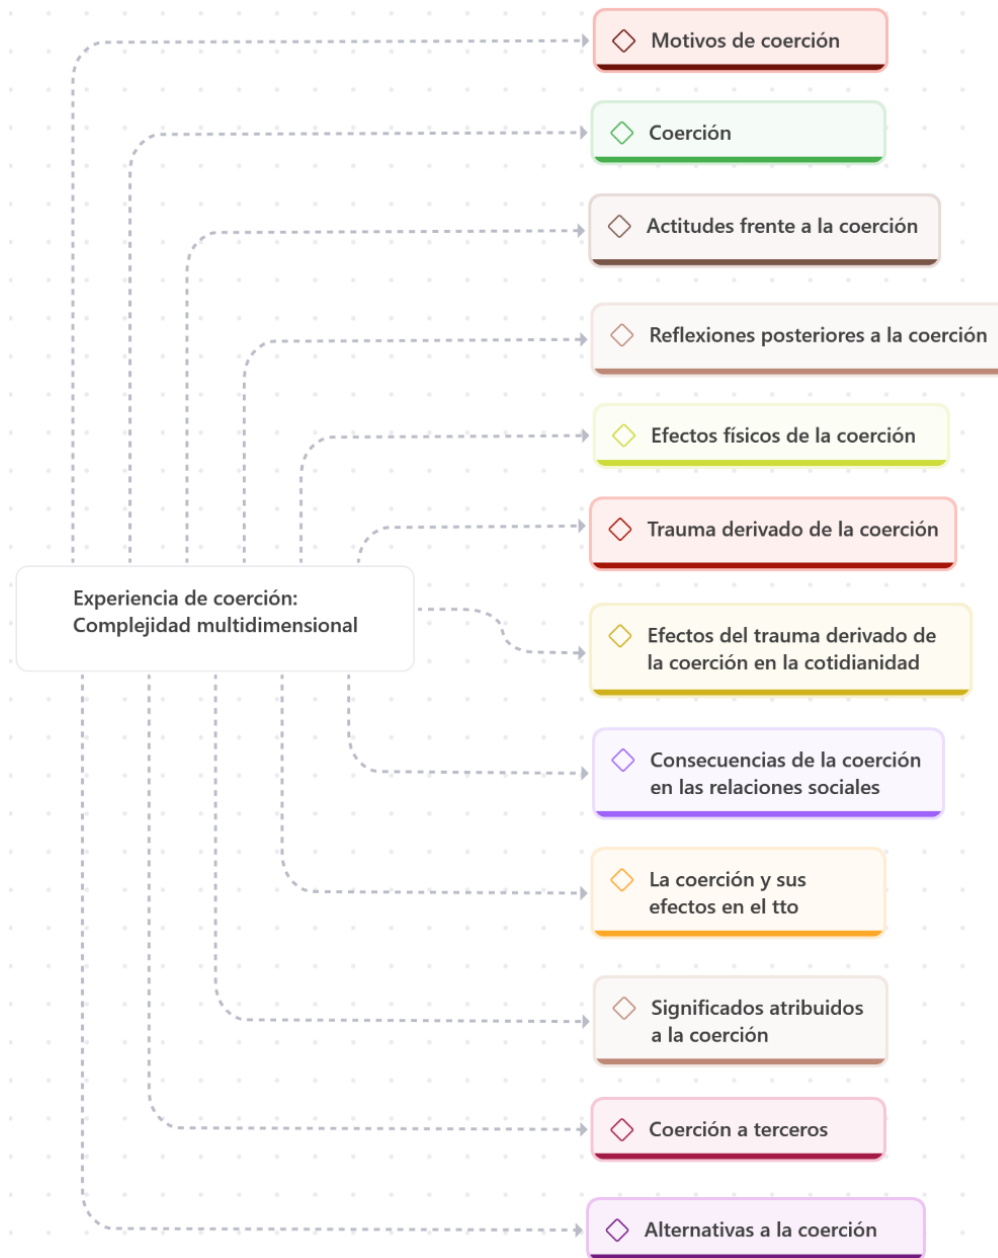 Motivos de coerción
Coerción
Actitudes frente a la coerción
Reflexiones posteriores a la coerción
Efectos físicos de la coerción
Trauma derivado de la coerción
Experiencia de coerción:
Complejidad multidimensional
Efectos del trauma derivado de
la coerción en la cotidianidad
Consecuencias de la coerción
en las relaciones sociales
La coerción y sus
efectos en el tto
Significados atribuidos
a la coerción
Coerción a terceros
Alternativas a la coerción